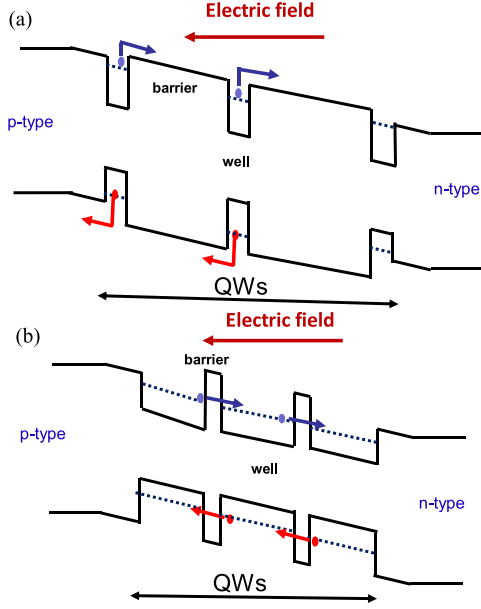 (a)
Electric field
barrier
p-type
well
n-type
QWs
(b)
Electric field
barrier
p-type
well
n-type
QWs